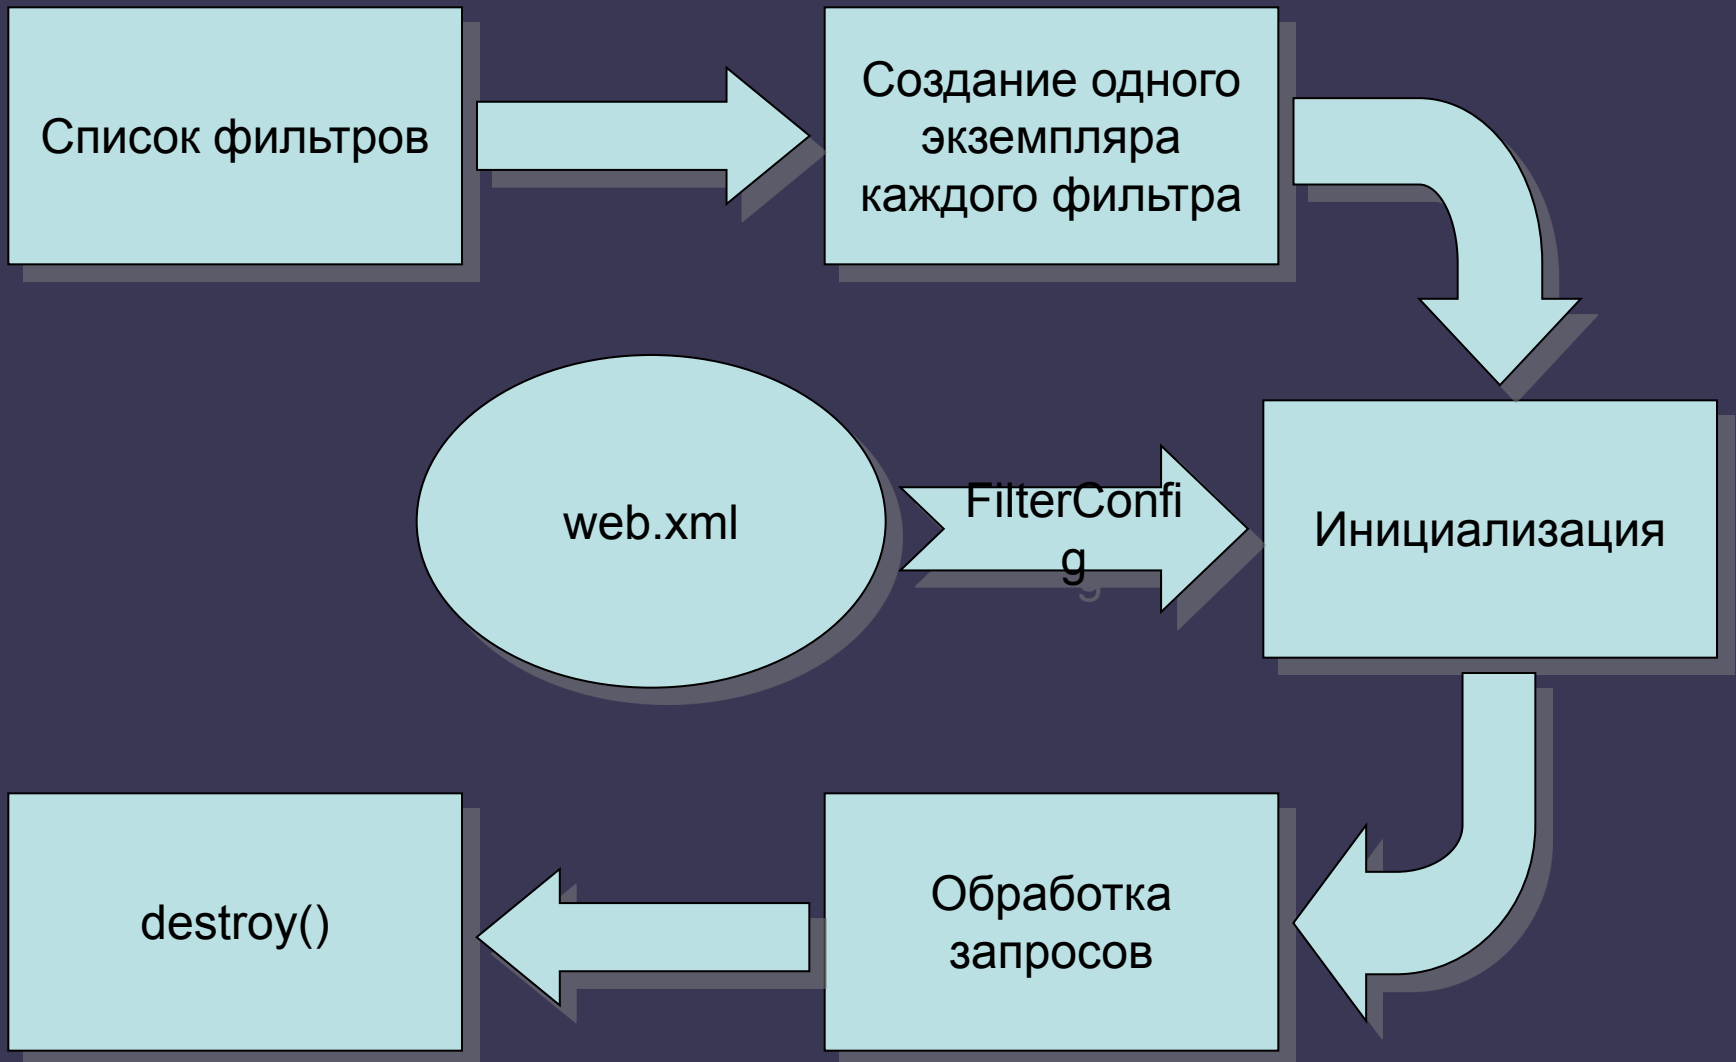 Список фильтров
Создание одного
экземпляра
каждого фильтра
web.xml
FilterConfi
g
Инициализация
destroy()
Обработка
запросов